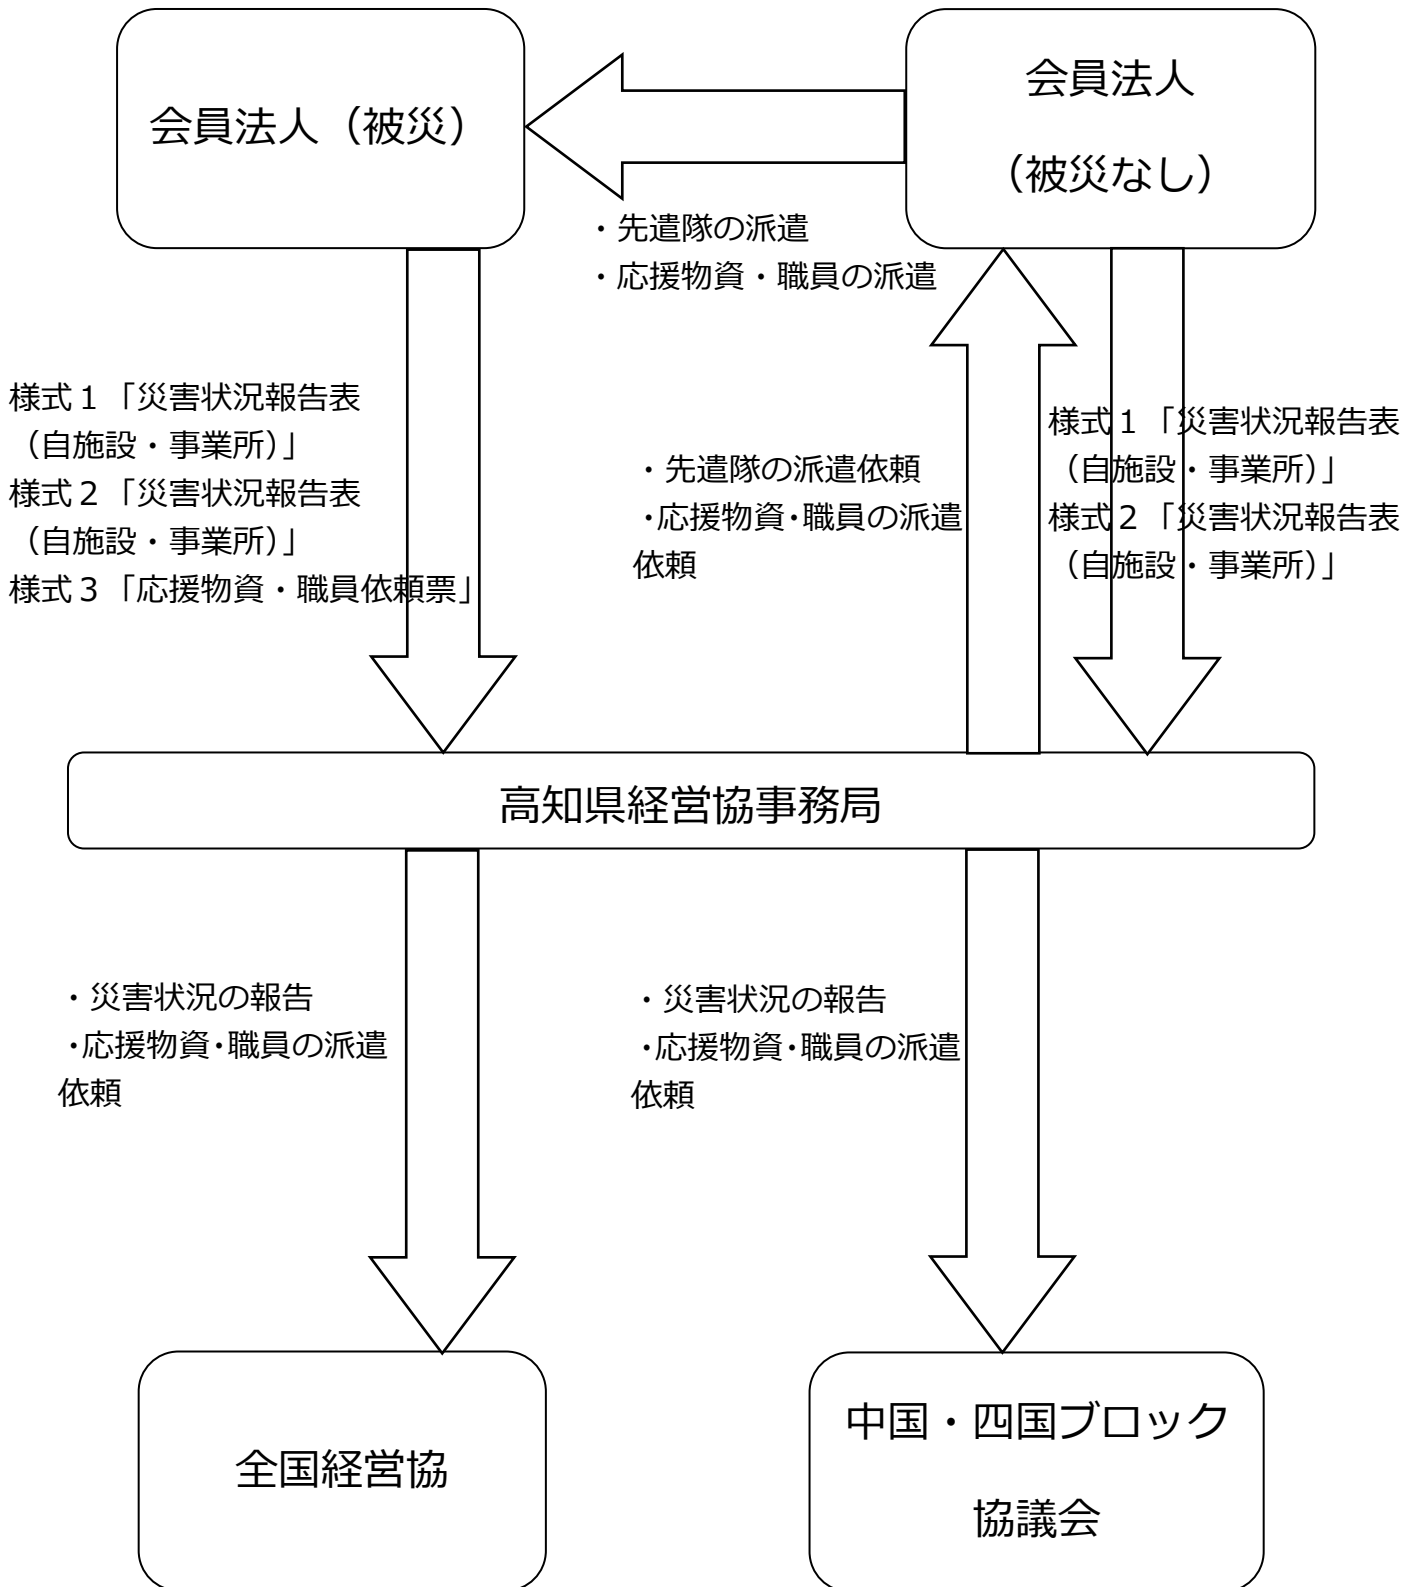 会員法人（被災）
会員法人
（被災なし）
・先遣隊の派遣
・応援物資・職員の派遣
様式１「災害状況報告表
（自施設・事業所）」
様式２「災害状況報告表
（自施設・事業所）」
様式３「応援物資・職員依頼票」
・先遣隊の派遣依頼
・応援物資・職員の派遣
依頼
様式１「災害状況報告表
（自施設・事業所）」
様式２「災害状況報告表
（自施設・事業所）」
高知県経営協事務局
・災害状況の報告
・応援物資・職員の派遣
依頼
・災害状況の報告
・応援物資・職員の派遣
依頼
全国経営協
中国・四国ブロック
協議会